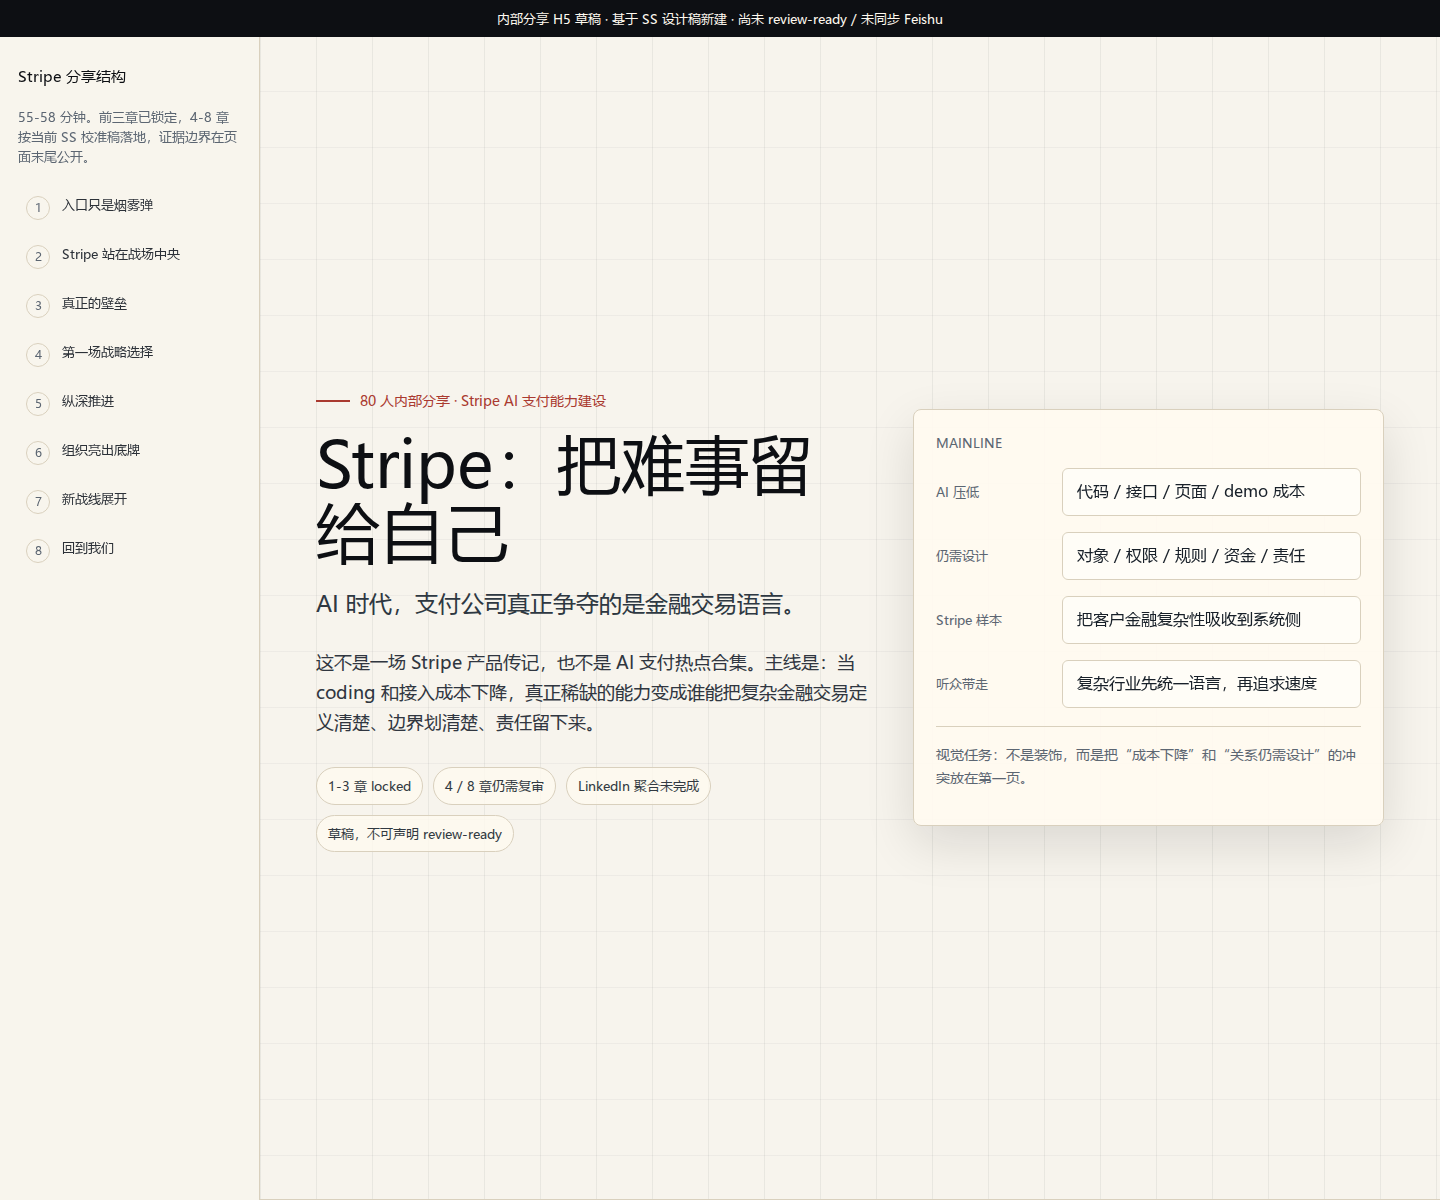 内部分享 H5 草稿 · 基于 SS 设计稿新建 · 尚未 review-ready / 未同步 Feishu
Stripe 分享结构
55-58 分钟。前三章已锁定，4-8 章
按当前 SS 校准稿落地，证据边界在页
面末尾公开。
1 入口只是烟雾弹
2 Stripe 站在战场中央
3 真正的壁垒
4 第一场战略选择
5 纵深推进
6 组织亮出底牌
7 新战线展开
8 回到我们
80 人内部分享 · Stripe AI 支付能力建设
Stripe：把难事留
给自己
AI 时代，支付公司真正争夺的是金融交易语言。
这不是一场 Stripe 产品传记，也不是 AI 支付热点合集。主线是：当
coding 和接入成本下降，真正稀缺的能力变成谁能把复杂金融交易定
义清楚、边界划清楚、责任留下来。
1-3 章 locked
4 / 8 章仍需复审
LinkedIn 聚合未完成
草稿，不可声明 review-ready
MAINLINE
AI 压低 代码 / 接口 / 页面 / demo 成本
仍需设计 对象 / 权限 / 规则 / 资金 / 责任
Stripe 样本 把客户金融复杂性吸收到系统侧
听众带走 复杂行业先统一语言，再追求速度
视觉任务：不是装饰，而是把“成本下降”和“关系仍需设计”的冲
突放在第一页。